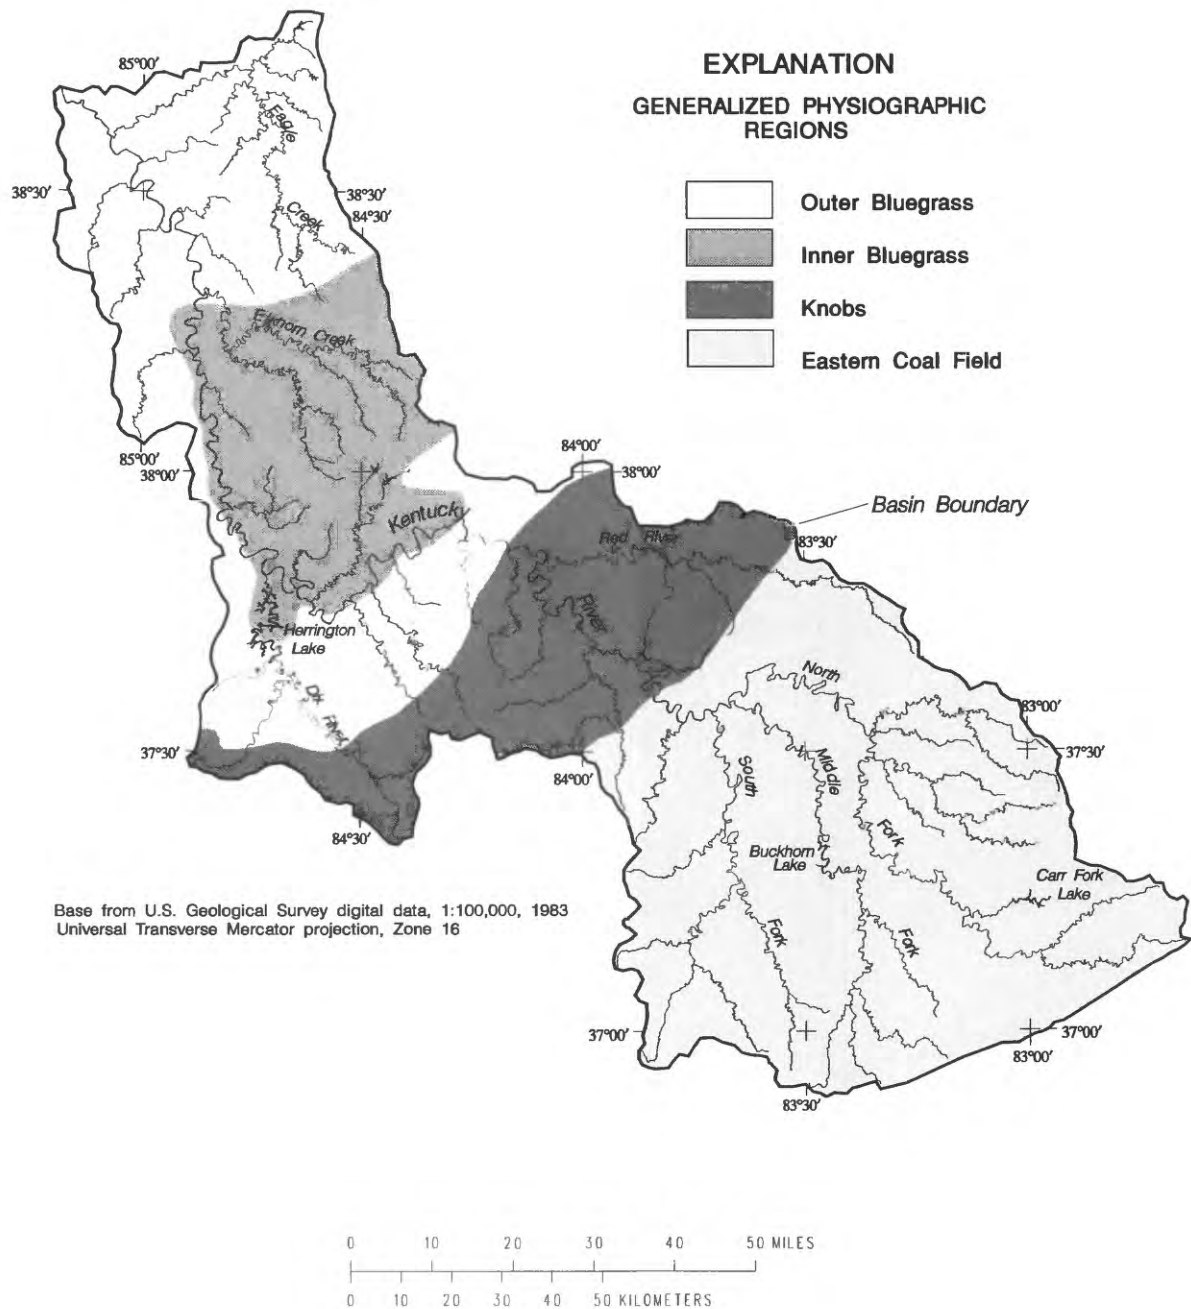 EXPLANATION
GENERALIZED PHYSIOGRAPHIC
REGIONS
Outer Bluegrass
Inner Bluegrass
Knobs
Eastern Coal Field
85°00'
38°30'
38°30'
84°30'
Eagle
Creek
Elkhorn Creek
85°00'
38°00'
84°00'
38°00'
Kentucky
Basin Boundary
Red River
83°30'
River
Herrington
Lake
Dix River
North
83°00'
37°30'
37°30'
84°00'
84°30'
South
Middle
Fork
Buckhorn
Lake
Carr Fork
Lake
Fork
Fork
Base from U.S. Geological Survey digital data, 1:100,000, 1983
Universal Transverse Mercator projection, Zone 16
37°00'
37°00'
83°00'
83°30'
0 10 20 30 40 50 MILES
0 10 20 30 40 50 KILOMETERS